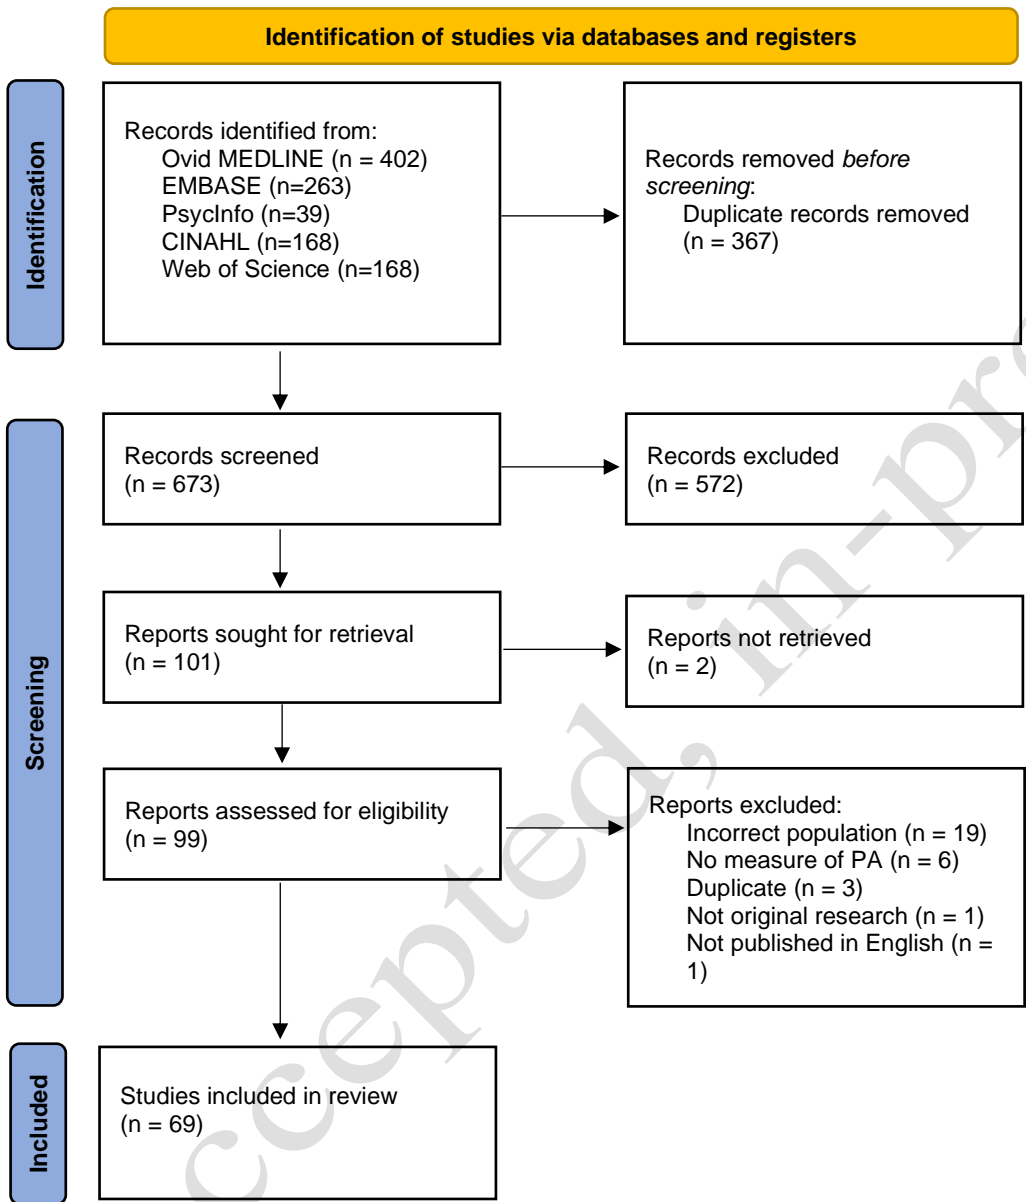 Identification of studies via databases and registers
Identification
Records identified from:
Ovid MEDLINE (n = 402)
EMBASE (n=263)
PsycInfo (n=39)
CINAHL (n=168)
Web of Science (n=168)
Records removed before
screening:
Duplicate records removed
(n = 367)
Screening
Records screened
(n = 673)
Records excluded
(n = 572)
Reports sought for retrieval
(n = 101)
Reports not retrieved
(n = 2)
Reports assessed for eligibility
(n = 99)
Reports excluded:
Incorrect population (n = 19)
No measure of PA (n = 6)
Duplicate (n = 3)
Not original research (n = 1)
Not published in English (n =
1)
Included
Studies included in review
(n = 69)
ccepted, in-pr